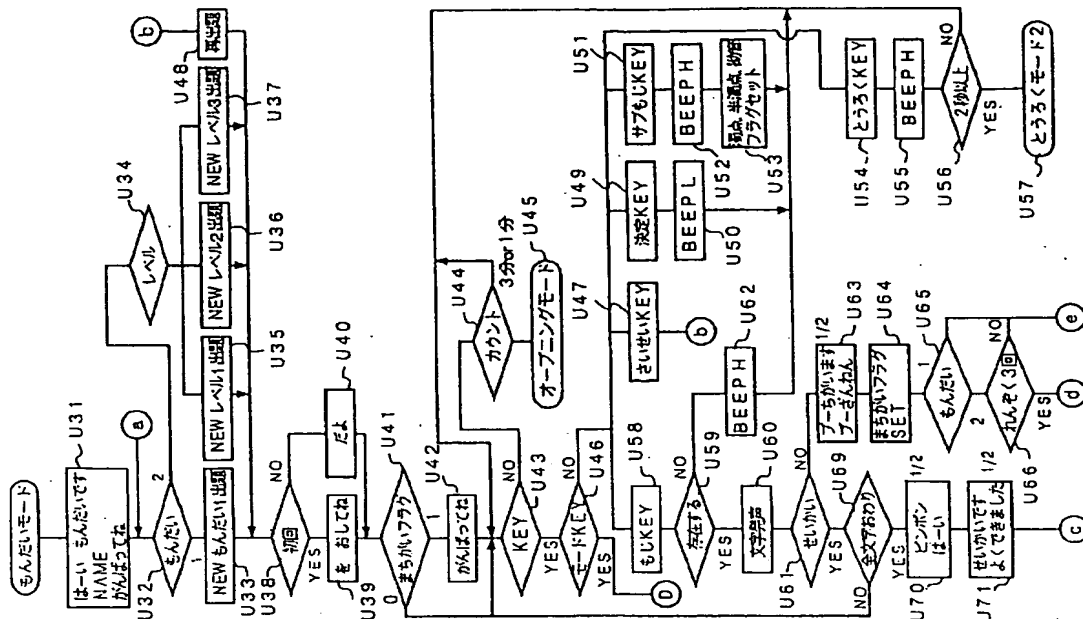 もんだいモード
はーい もんだいです
NAME
がんばってね
U31
a
もんだい
U32
1
2
NEW もんだい1出題
U33
レベル
U34
NEW レベル1出題
U35
NEW レベル2出題
U36
NEW レベル3出題
U37
再出題
U48
b
初回
U38
YES
NO
を おしてね
U39
だよ
U40
まちがいフラグ
U41
0
1
がんばってね
U42
KEY
U43
YES
NO
カウント
U44
3分or1分
オープニングモード
U45
モードKEY
U46
YES
NO
D
さいせいKEY
U47
b
決定KEY
U49
BEEPL
U50
サブもじKEY
U51
BEEPH
U52
濁点,半濁点,拗音
フラグセット
U53
とうろくKEY
U54
BEEPH
U55
2秒以上
U56
NO
YES
とうろくモード2
U57
もじKEY
U58
存在する
U59
NO
YES
BEEPH
U62
文字発声
U60
せいかい
U61
NO
YES
ブーちがいます
ブーざんねん
1/2
U63
まちがいフラグ
SET
U64
もんだい
U65
1
2
れんぞく3回
U66
NO
YES
e
d
全文字おわり
U69
NO
YES
ピンポン
はーい
1/2
U70
せいかいです
よくできました
1/2
U71
c